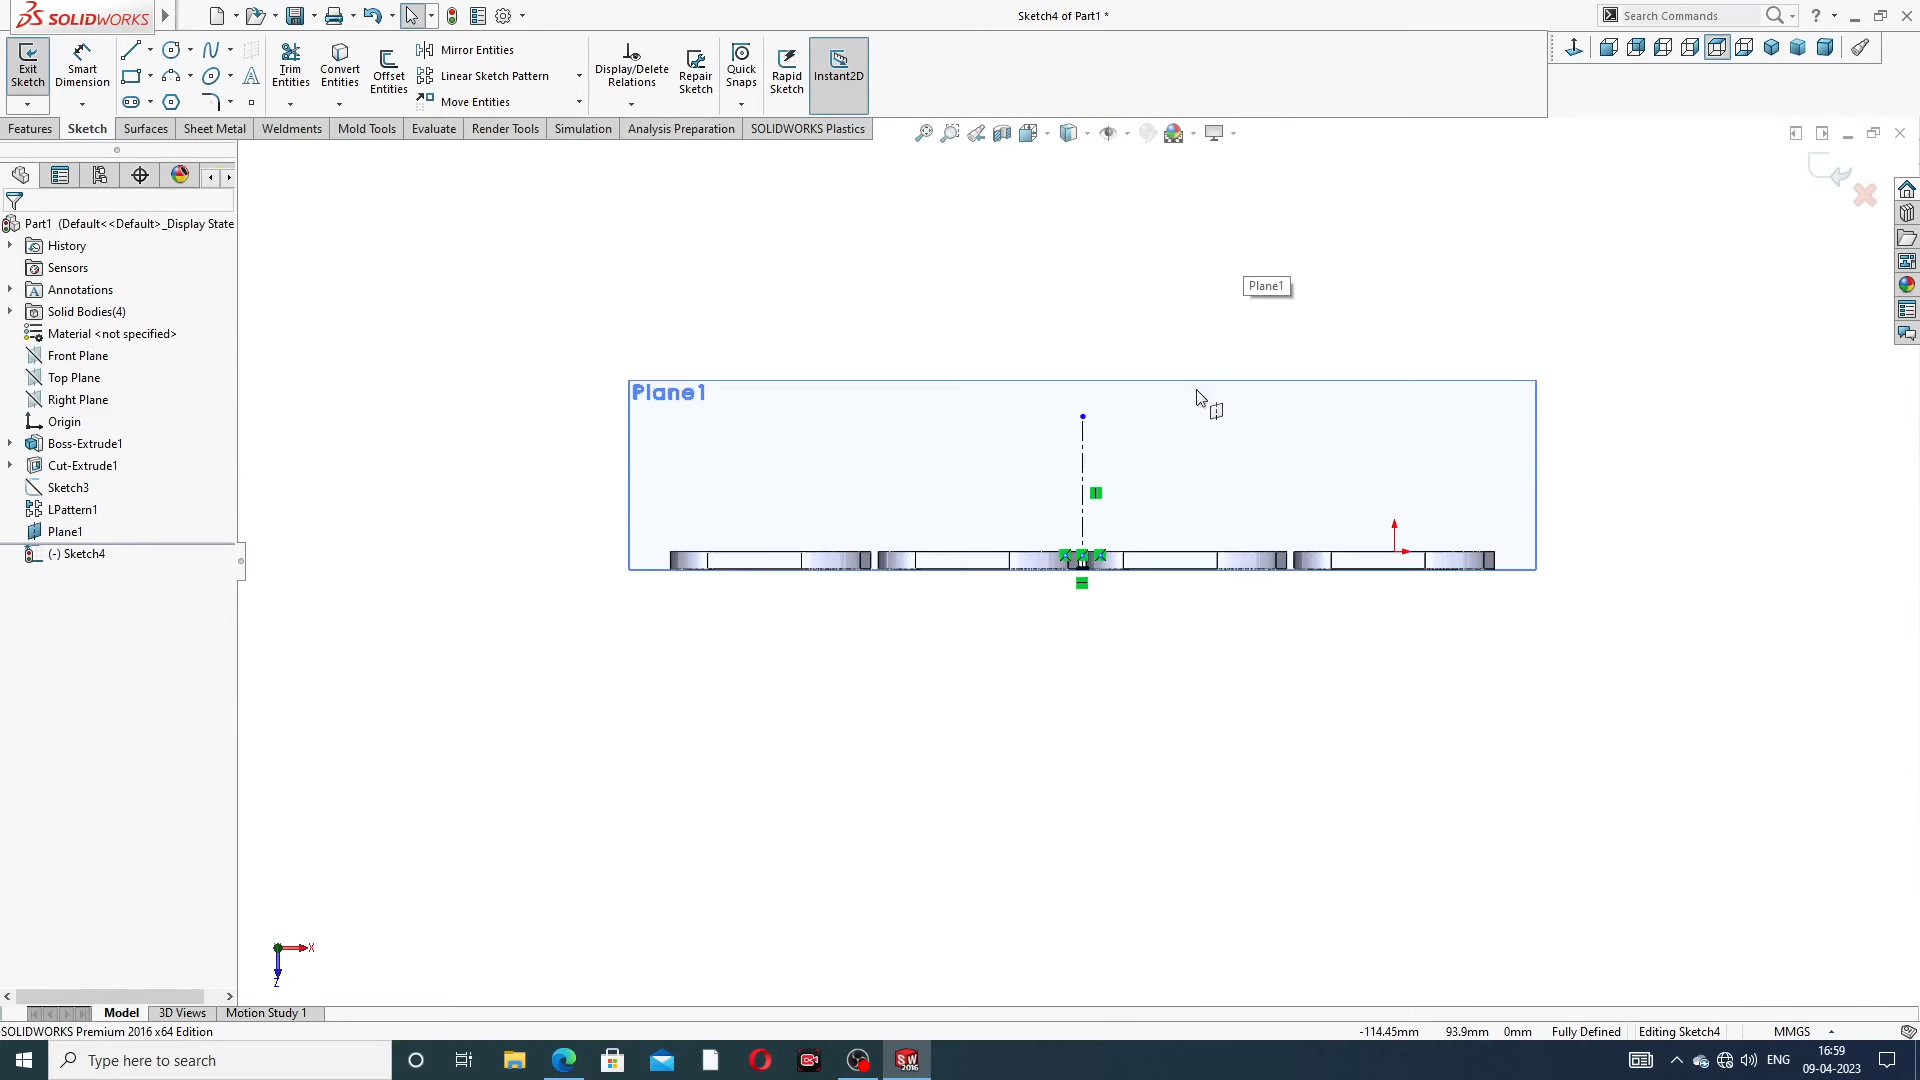 SOLIDWORKS
Sketch4 of Part1 *
Search Commands
Exit Sketch
Smart Dimension
Trim Entities
Convert Entities
Offset Entities
Mirror Entities
Linear Sketch Pattern
Move Entities
Display/Delete Relations
Repair Sketch
Quick Snaps
Rapid Sketch
Instant2D
Features
Sketch
Surfaces
Sheet Metal
Weldments
Mold Tools
Evaluate
Render Tools
Simulation
Analysis Preparation
SOLIDWORKS Plastics
Part1 (Default<<Default>_Display State
History
Sensors
Annotations
Solid Bodies(4)
Material <not specified>
Front Plane
Top Plane
Right Plane
Origin
Boss-Extrude1
Cut-Extrude1
Sketch3
LPattern1
Plane1
(-) Sketch4
Plane1
Plane1
X
Z
Model
3D Views
Motion Study 1
SOLIDWORKS Premium 2016 x64 Edition
-114.45mm
93.9mm
0mm
Fully Defined
Editing Sketch4
MMGS
Type here to search
SW
2016
ENG
16:59
09-04-2023